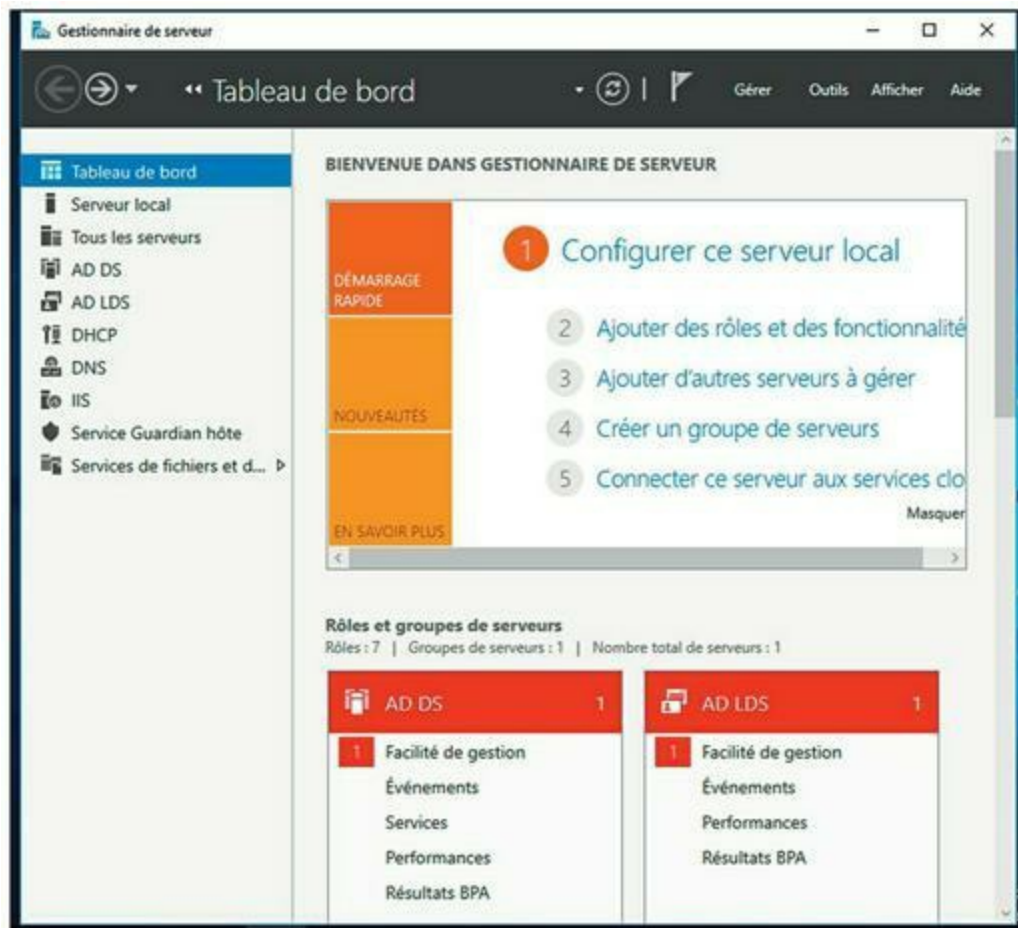 Gestionnaire de serveur
Tableau de bord
Gérer Outils Afficher Aide
Tableau de bord
Serveur local
Tous les serveurs
AD DS
AD LDS
DHCP
DNS
IIS
Service Guardian hôte
Services de fichiers et d...
BIENVENUE DANS GESTIONNAIRE DE SERVEUR
DÉMARRAGE
RAPIDE
NOUVEAUTÉS
EN SAVOIR PLUS
1 Configurer ce serveur local
2 Ajouter des rôles et des fonctionnalité
3 Ajouter d'autres serveurs à gérer
4 Créer un groupe de serveurs
5 Connecter ce serveur aux services clo
Masquer
Rôles et groupes de serveurs
Rôles : 7 | Groupes de serveurs : 1 | Nombre total de serveurs : 1
AD DS 1
1 Facilité de gestion
Événements
Services
Performances
Résultats BPA
AD LDS 1
1 Facilité de gestion
Événements
Performances
Résultats BPA